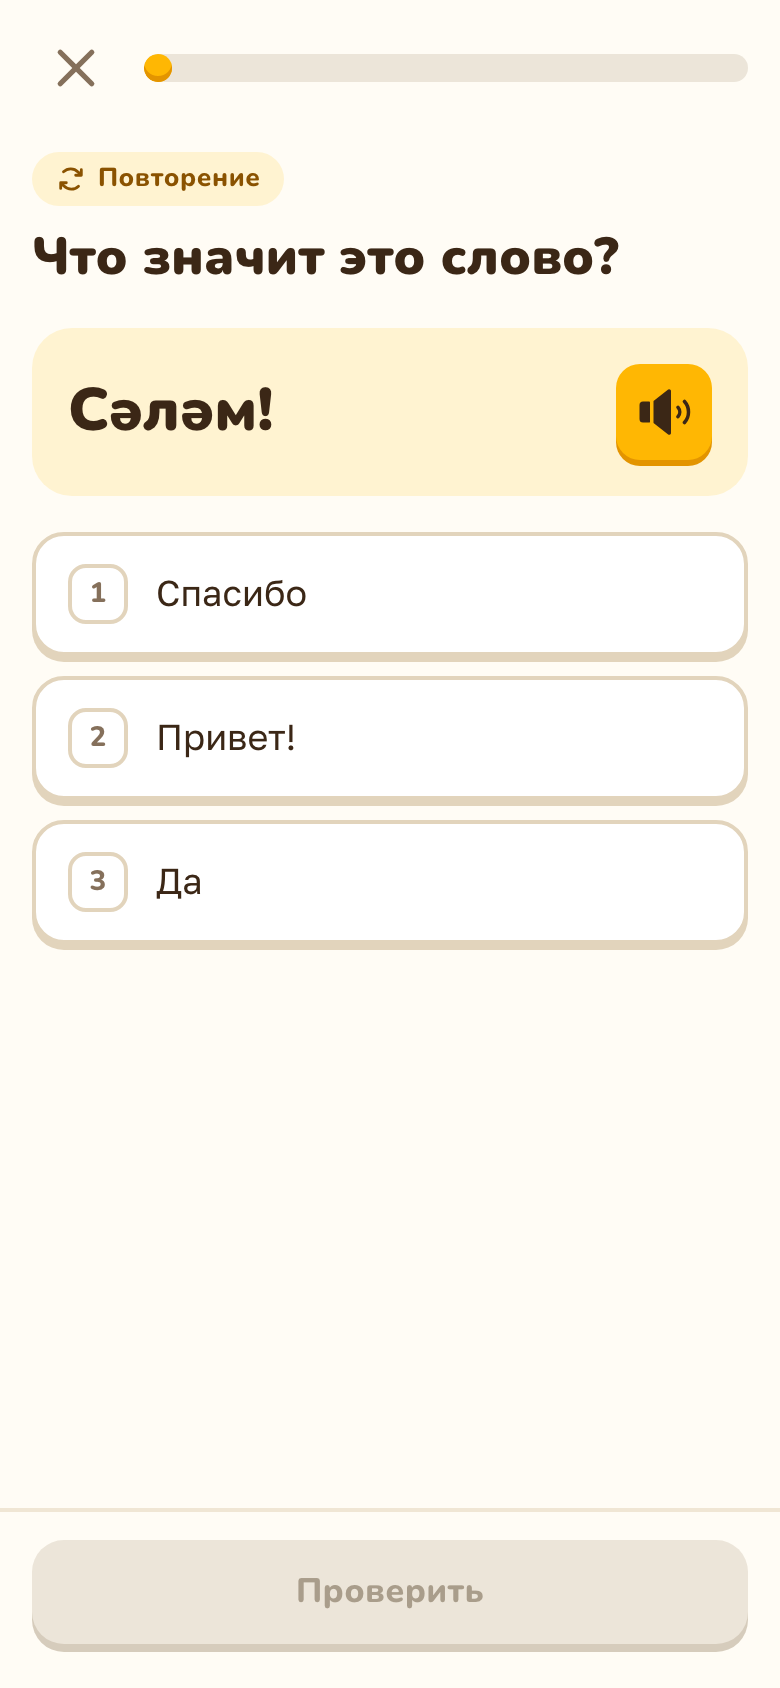 Повторение
Что значит это слово?
Сәләм!
1 Спасибо
2 Привет!
3 Да
Проверить